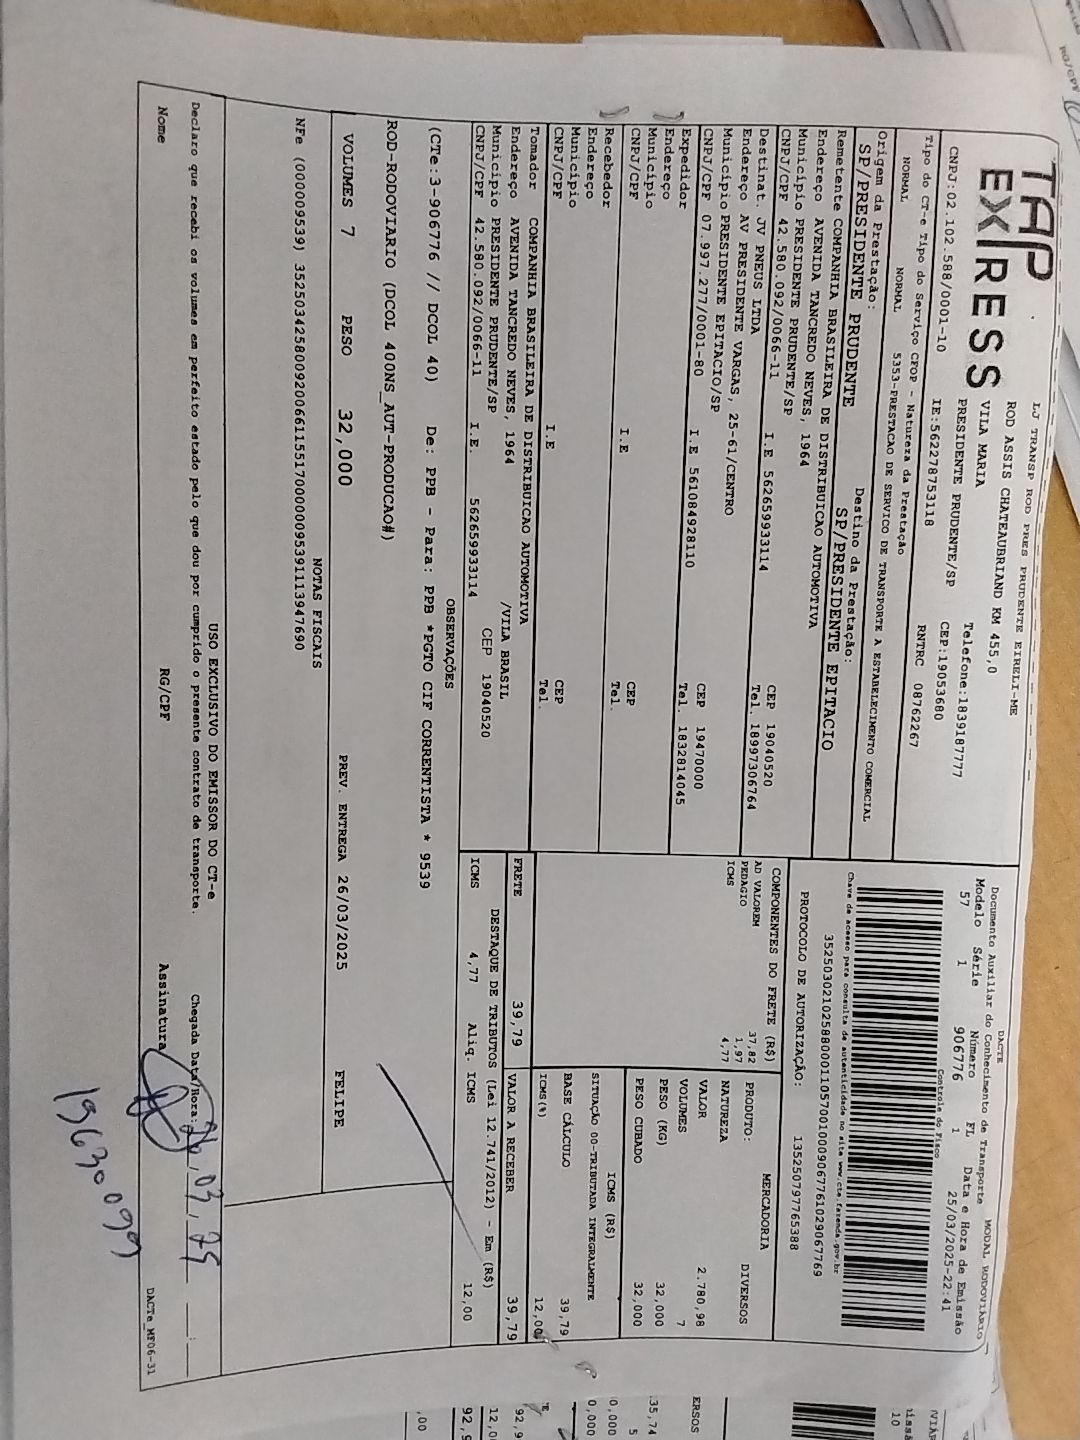 TAP
EXPRESS
LJ TRANSP ROD PRES PRUDENTE EIRELI-ME
ROD ASSIS CHATEAUBRIAND KM 455,0
VILA MARIA Telefone:1839187777
PRESIDENTE PRUDENTE/SP CEP:19053680
CNPJ:02.102.588/0001-10 IE:562278753118 RNTRC 08762267
Tipo do CT-e Tipo do Serviço CFOP - Natureza da Prestação
NORMAL NORMAL 5353-PRESTACAO DE SERVICO DE TRANSPORTE A ESTABELECIMENTO COMERCIAL
Origem da Prestação: Destino da Prestação:
SP/PRESIDENTE PRUDENTE SP/PRESIDENTE EPITACIO
DACTE MODAL RODOVIÁRIO
Documento Auxiliar do Conhecimento de Transporte
Modelo Série Número FL Data e Hora de Emissão
57 1 906776 1 25/03/2025-22:41
Controle do Fisco
Chave de acesso para consulta de autenticidade no site www.cte.fazenda.gov.br
35250302102588000110570010009067761029067769
PROTOCOLO DE AUTORIZAÇÃO: 135250797765388
Remetente COMPANHIA BRASILEIRA DE DISTRIBUICAO AUTOMOTIVA
Endereço AVENIDA TANCREDO NEVES, 1964
Município PRESIDENTE PRUDENTE/SP CEP 19040520
CNPJ/CPF 42.580.092/0066-11 I.E 562659933114 Tel. 18997306764
Destinat. JV PNEUS LTDA
Endereço AV PRESIDENTE VARGAS, 25-61/CENTRO
Município PRESIDENTE EPITACIO/SP CEP 19470000
CNPJ/CPF 07.997.277/0001-80 I.E 561084928110 Tel. 1832814045
Expedidor
Endereço
Município CEP
CNPJ/CPF I.E Tel.
Recebedor
Endereço
Município CEP
CNPJ/CPF I.E Tel.
Tomador COMPANHIA BRASILEIRA DE DISTRIBUICAO AUTOMOTIVA
Endereço AVENIDA TANCREDO NEVES, 1964 /VILA BRASIL
Município PRESIDENTE PRUDENTE/SP CEP 19040520
CNPJ/CPF 42.580.092/0066-11 I.E. 562659933114
COMPONENTES DO FRETE (R$)
AD VALOREM 37,82
PEDAGIO 1,97
ICMS 4,77
MERCADORIA
PRODUTO: DIVERSOS
NATUREZA
VALOR 2.780,98
VOLUMES 7
PESO (KG) 32,000
PESO CUBADO 32,000
ICMS (R$)
SITUAÇÃO 00-TRIBUTADA INTEGRALMENTE
BASE CÁLCULO 39,79
ICMS(%) 12,00
FRETE 39,79 VALOR A RECEBER 39,79
DESTAQUE DE TRIBUTOS (Lei 12.741/2012) - Em (R$)
ICMS 4,77 Aliq. ICMS 12,00
OBSERVAÇÕES
(CTe:3-906776 // DCOL 40) De: PPB - Para: PPB *PGTO CIF CORRENTISTA * 9539
ROD-RODOVIARIO (DCOL 400NS_AUT-PRODUCAO#)
VOLUMES 7 PESO 32,000 PREV. ENTREGA 26/03/2025 FELIPE
NOTAS FISCAIS
NFe (000009539) 35250342580092006611551700000095391113947690
USO EXCLUSIVO DO EMISSOR DO CT-e
Declaro que recebi os volumes em perfeito estado pelo que dou por cumprido o presente contrato de transporte. Chegada Data/Hora: 26/03/25 :
Nome RG/CPF Assinatura
DACTe_MF06-31